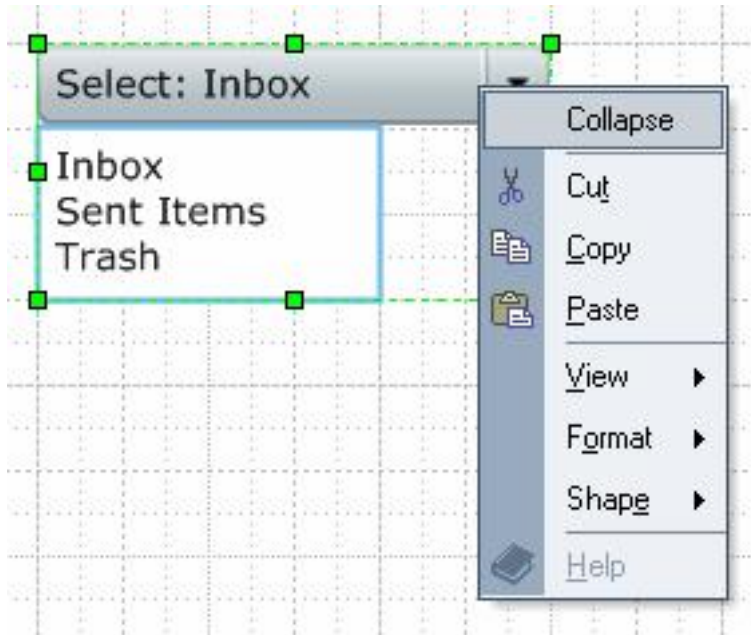 Select: Inbox
Inbox
Sent Items
Trash
Collapse
Cut
Copy
Paste
View
Format
Shape
Help